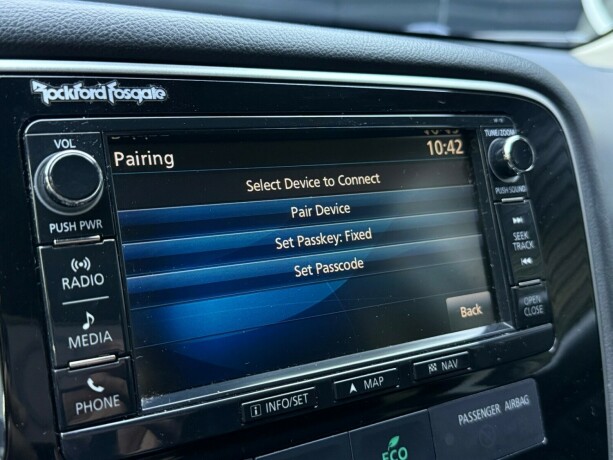 Rockford Fosgate
VOL
PUSH PWR
RADIO
MEDIA
PHONE
Pairing
10:42
Select Device to Connect
Pair Device
Set Passkey: Fixed
Set Passcode
Back
TUNE/ZOOM
PUSH SOUND
SEEK
TRACK
OPEN
CLOSE
INFO/SET
MAP
NAV
ECO
PASSENGER AIRBAG